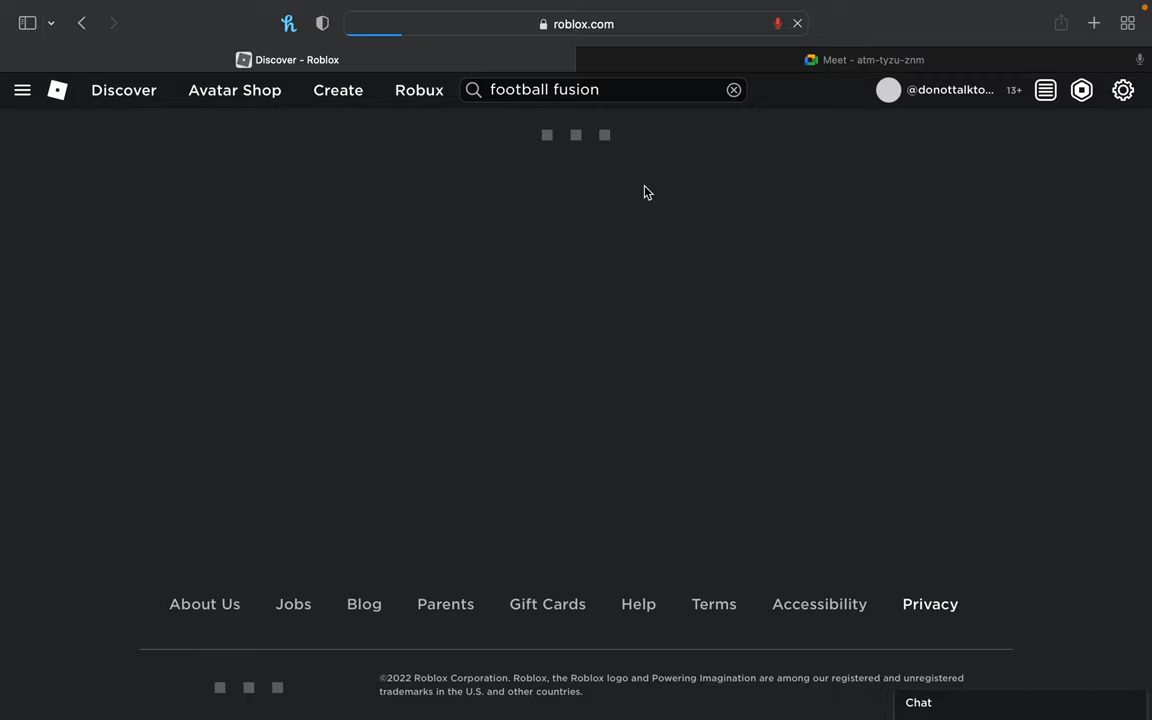 roblox.com
Discover - Roblox
Meet - atm-tyzu-znm
Discover
Avatar Shop
Create
Robux
football fusion
@donottalkto...
13+
About Us
Jobs
Blog
Parents
Gift Cards
Help
Terms
Accessibility
Privacy
©2022 Roblox Corporation. Roblox, the Roblox logo and Powering Imagination are among our registered and unregistered
trademarks in the U.S. and other countries.
Chat